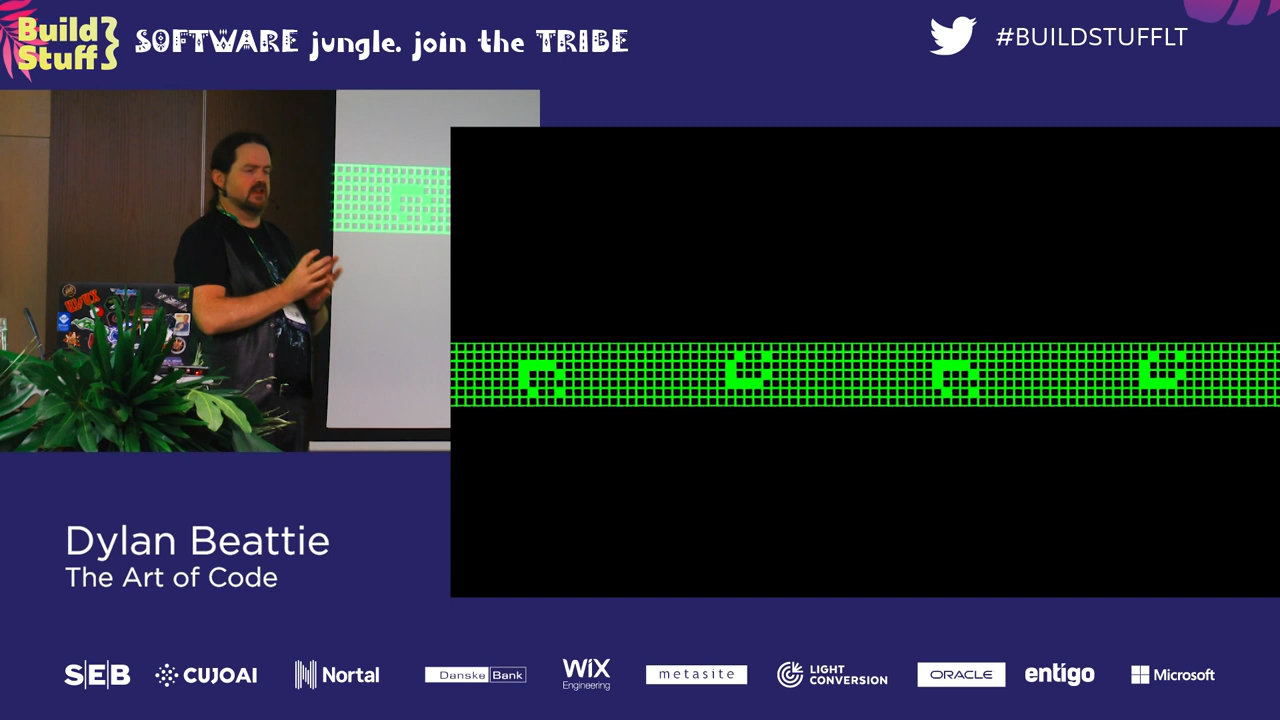 Build
Stuff
SOFTWARE jungle. join the TRIBE
#BUILDSTUFFLT
Dylan Beattie
The Art of Code
SEB
CUJOAI
Nortal
Danske Bank
WiX
Engineering
metasite
LIGHT
CONVERSION
ORACLE
entigo
Microsoft